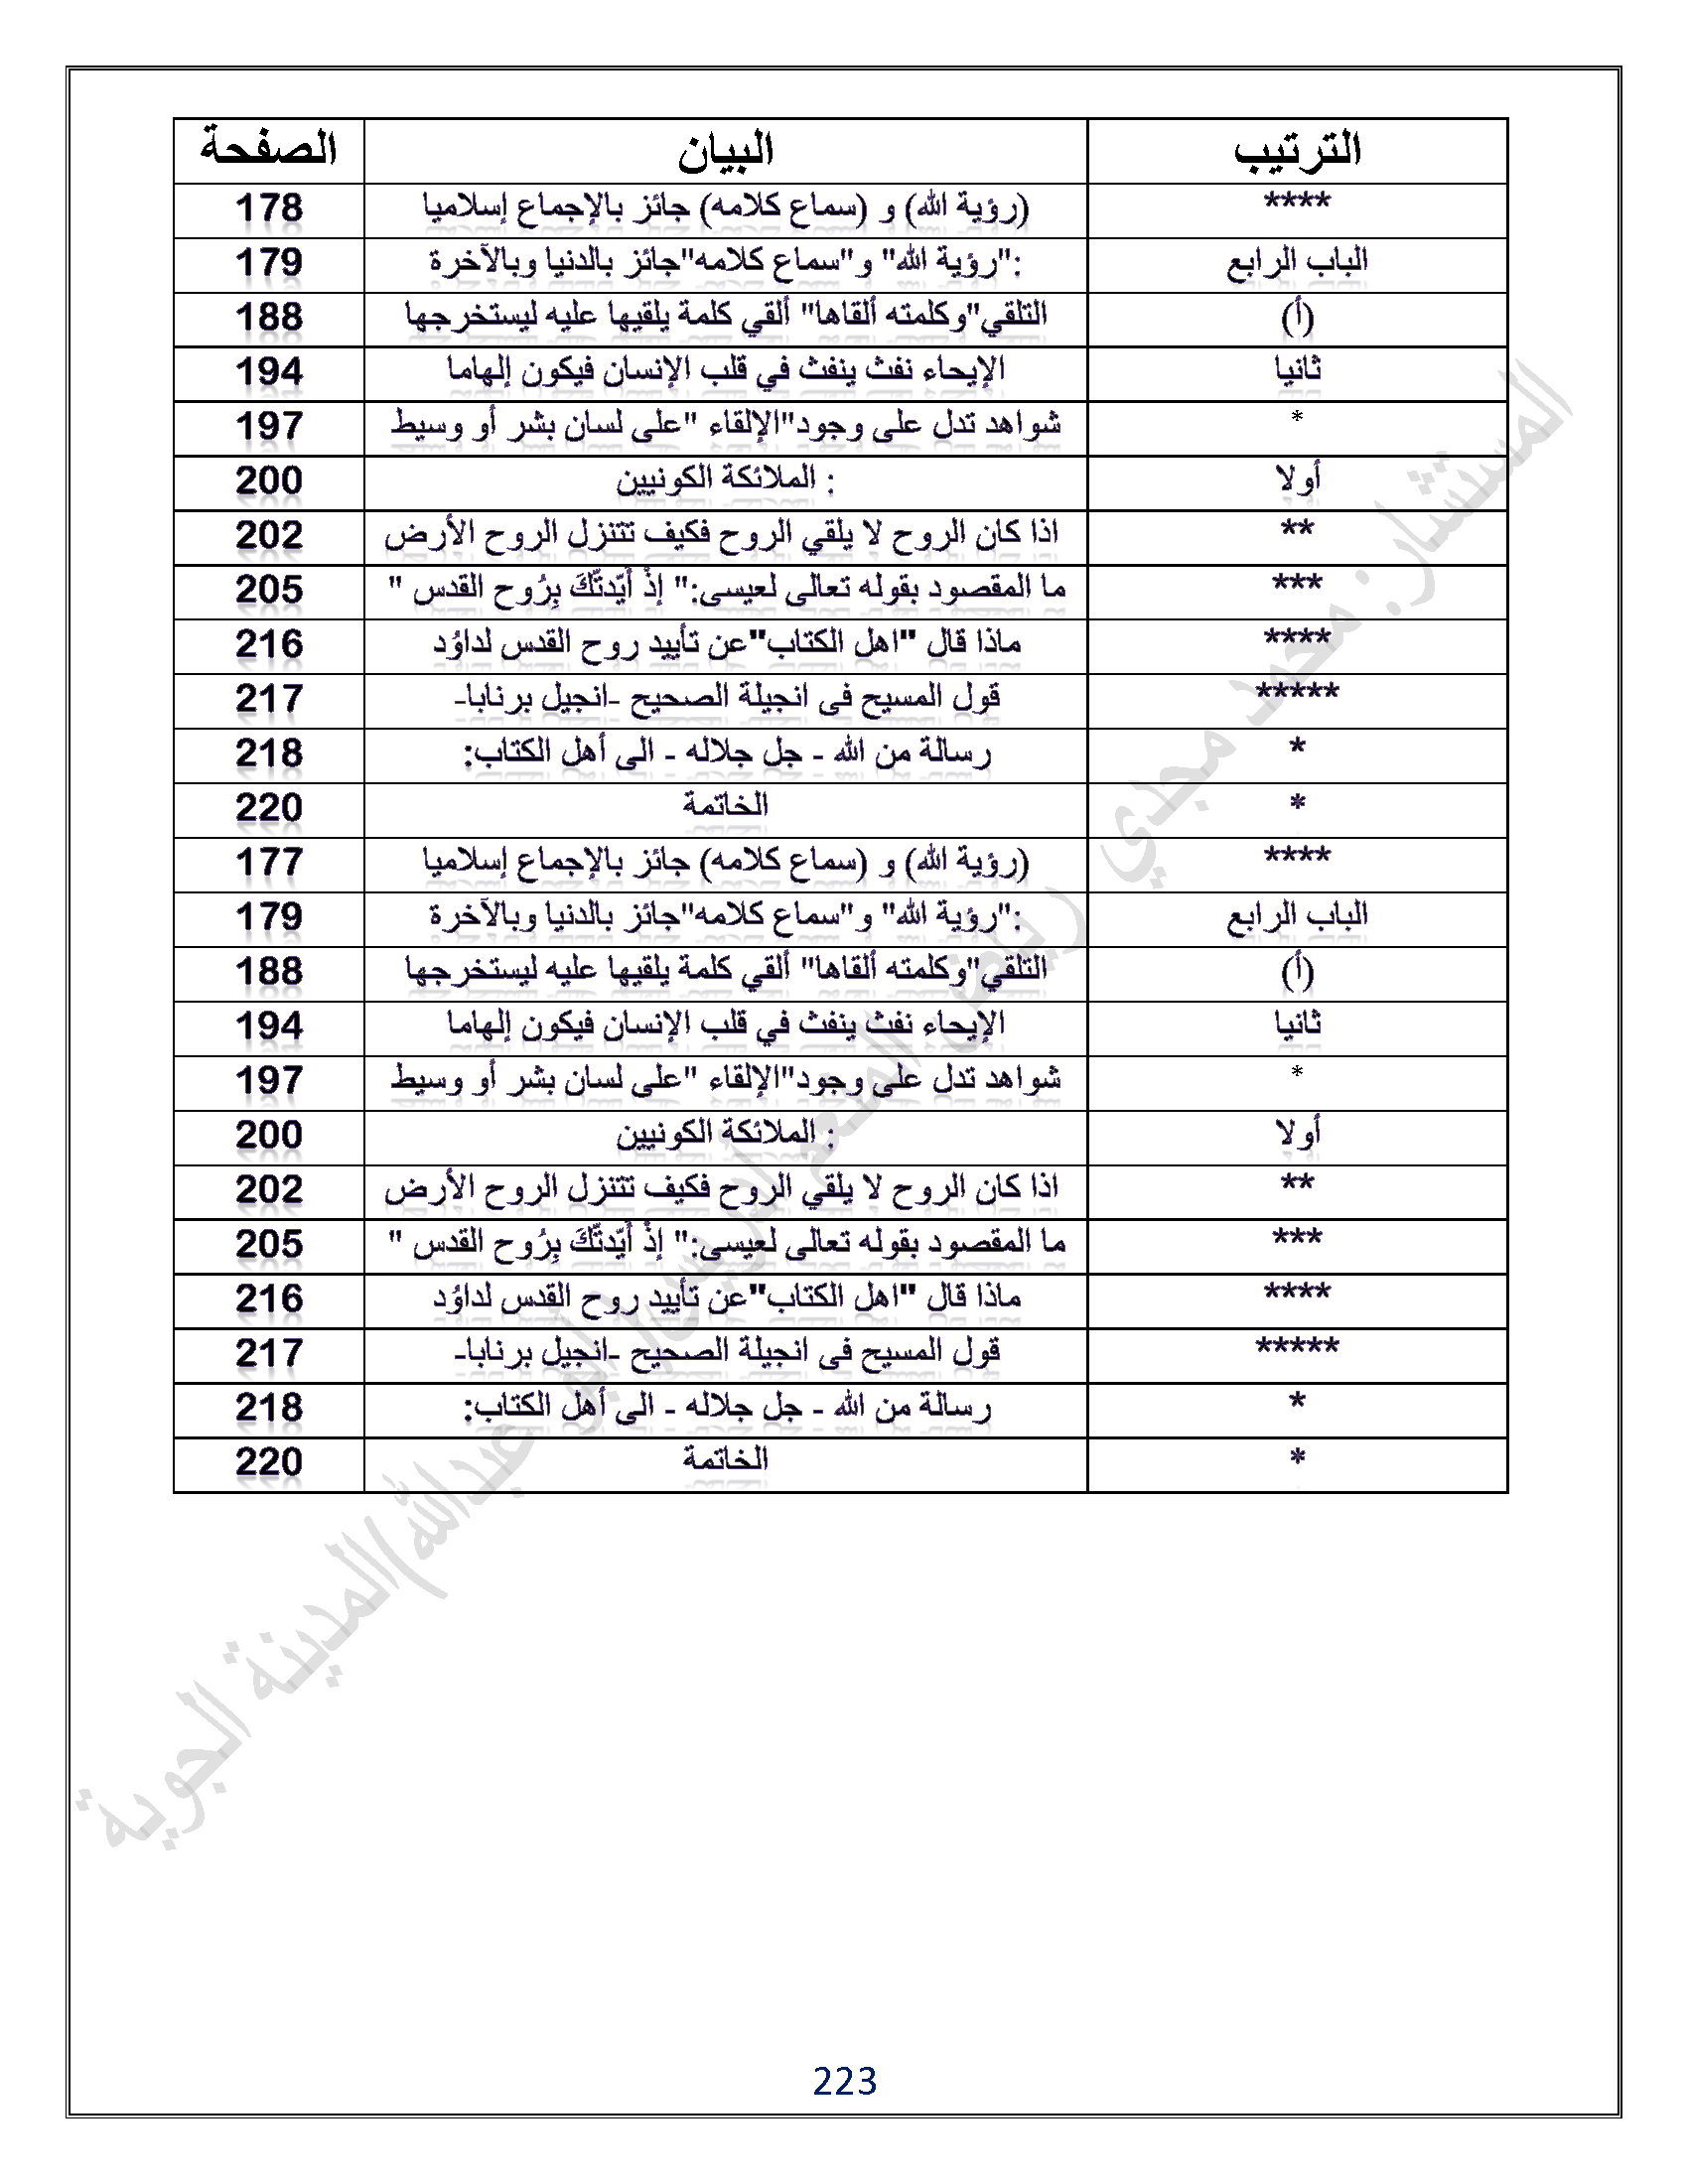 الترتيب البيان الصفحة
**** (رؤية الله) و (سماع كلامه) جائز بالإجماع إسلاميا 178
الباب الرابع :"رؤية الله" و"سماع كلامه"جائز بالدنيا وبالآخرة 179
(أ) التلقي"وكلمته ألقاها" ألقي كلمة يلقيها عليه ليستخرجها 188
ثانيا الإيحاء نفث ينفث في قلب الإنسان فيكون إلهاما 194
* شواهد تدل على وجود"الإلقاء "على لسان بشر أو وسيط 197
أولا : الملائكة الكونيين 200
** اذا كان الروح لا يلقي الروح فكيف تتنزل الروح الأرض 202
*** ما المقصود بقوله تعالى لعيسى:" إذْ أَيّدتّكَ بِرُوح القدس " 205
**** ماذا قال "اهل الكتاب"عن تأييد روح القدس لداؤد 216
***** قول المسيح فى انجيلة الصحيح -انجيل برنابا- 217
* رسالة من الله - جل جلاله - الى أهل الكتاب: 218
* الخاتمة 220
**** (رؤية الله) و (سماع كلامه) جائز بالإجماع إسلاميا 177
الباب الرابع :"رؤية الله" و"سماع كلامه"جائز بالدنيا وبالآخرة 179
(أ) التلقي"وكلمته ألقاها" ألقي كلمة يلقيها عليه ليستخرجها 188
ثانيا الإيحاء نفث ينفث في قلب الإنسان فيكون إلهاما 194
* شواهد تدل على وجود"الإلقاء "على لسان بشر أو وسيط 197
أولا : الملائكة الكونيين 200
** اذا كان الروح لا يلقي الروح فكيف تتنزل الروح الأرض 202
*** ما المقصود بقوله تعالى لعيسى:" إذْ أَيّدتّكَ بِرُوح القدس " 205
**** ماذا قال "اهل الكتاب"عن تأييد روح القدس لداؤد 216
***** قول المسيح فى انجيلة الصحيح -انجيل برنابا- 217
* رسالة من الله - جل جلاله - الى أهل الكتاب: 218
* الخاتمة 220
المستشار: محمد مجدي رياض عبدالله)المدينة الجوية
223